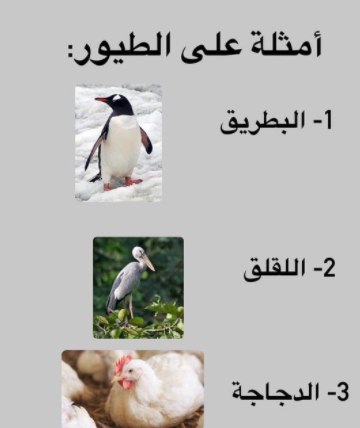 أمثلة على الطيور:
1- البطريق
2- اللقلق
3- الدجاجة